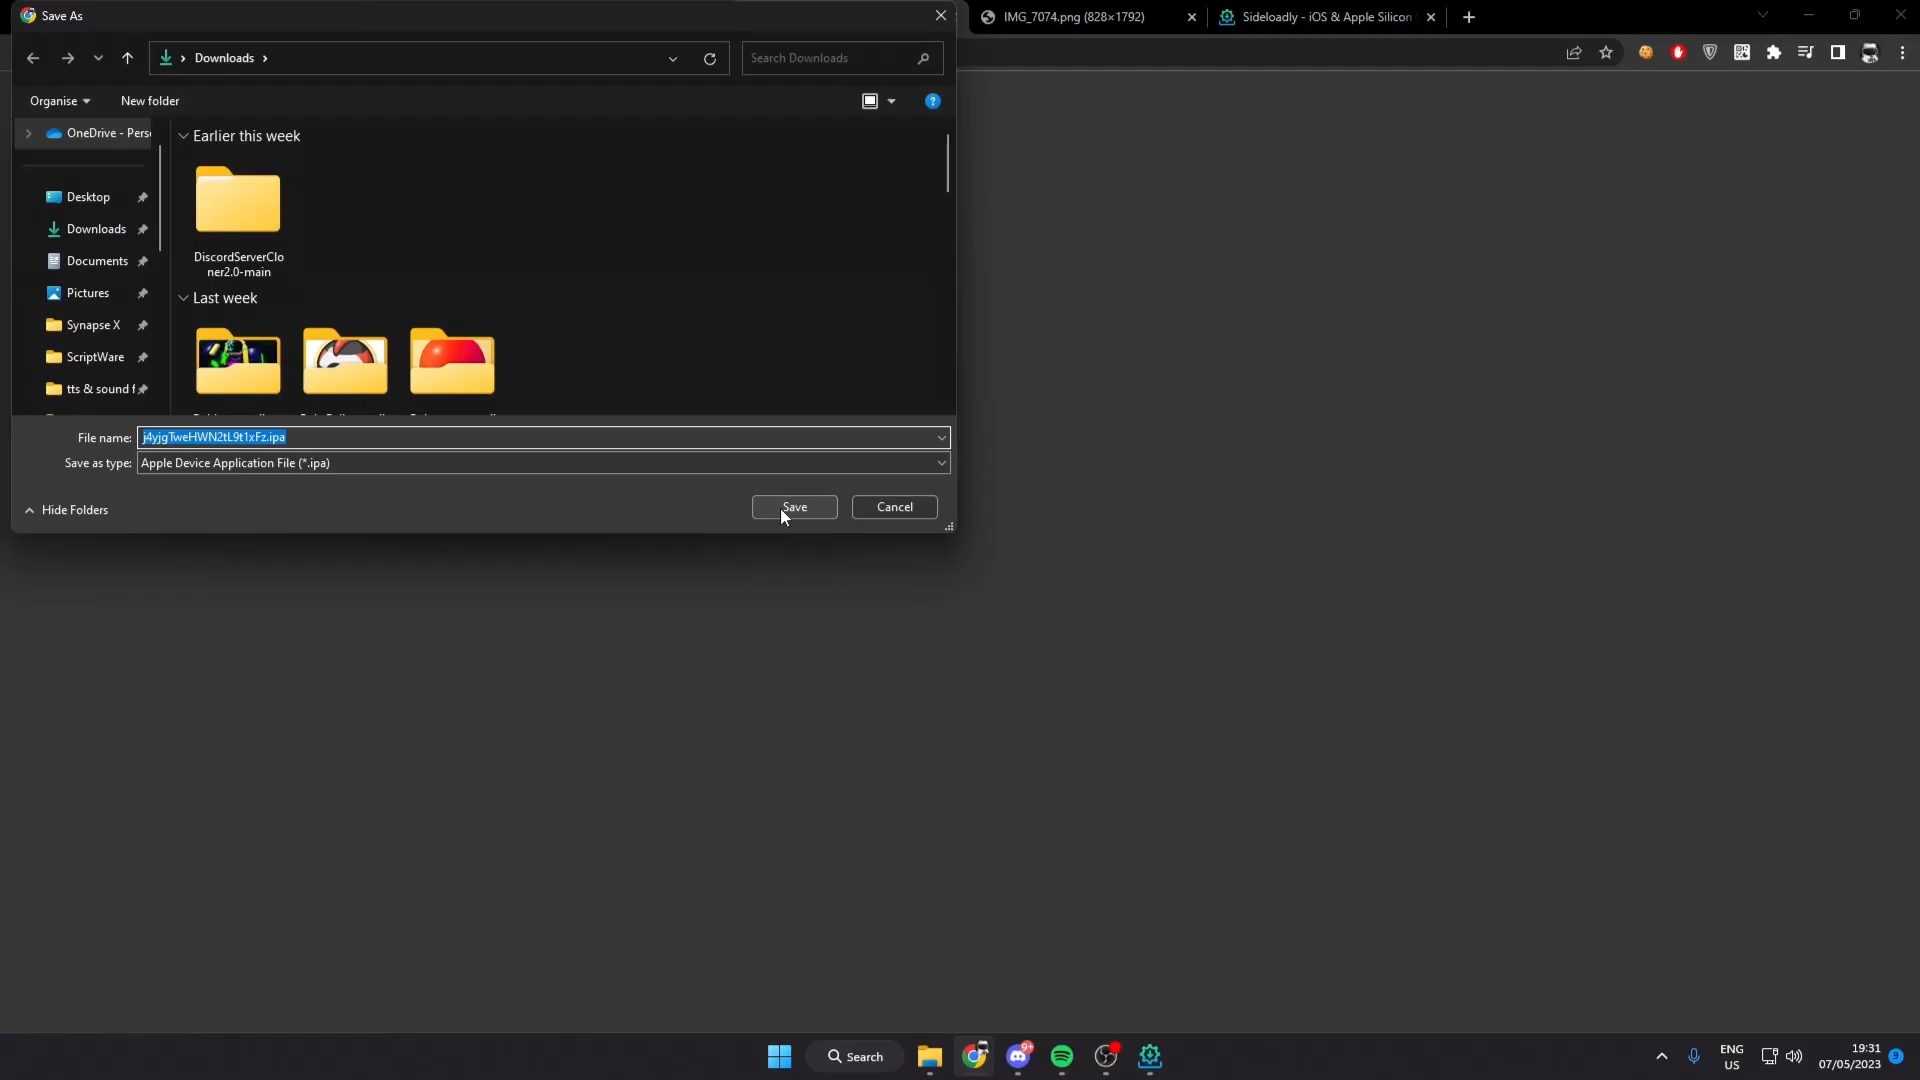 Save As
IMG_7074.png (828×1792)
Sideloadly - iOS & Apple Silicon
Downloads
Search Downloads
Organise
New folder
OneDrive - Pers
Earlier this week
DiscordServerClo
ner2.0-main
Desktop
Downloads
Documents
Pictures
Synapse X
ScriptWare
tts & sound f
Last week
File name:
j4yjgTweHWN2tL9t1xFz.ipa
Save as type:
Apple Device Application File (*.ipa)
Hide Folders
Save
Cancel
Search
9+
ENG
US
19:31
07/05/2023
9